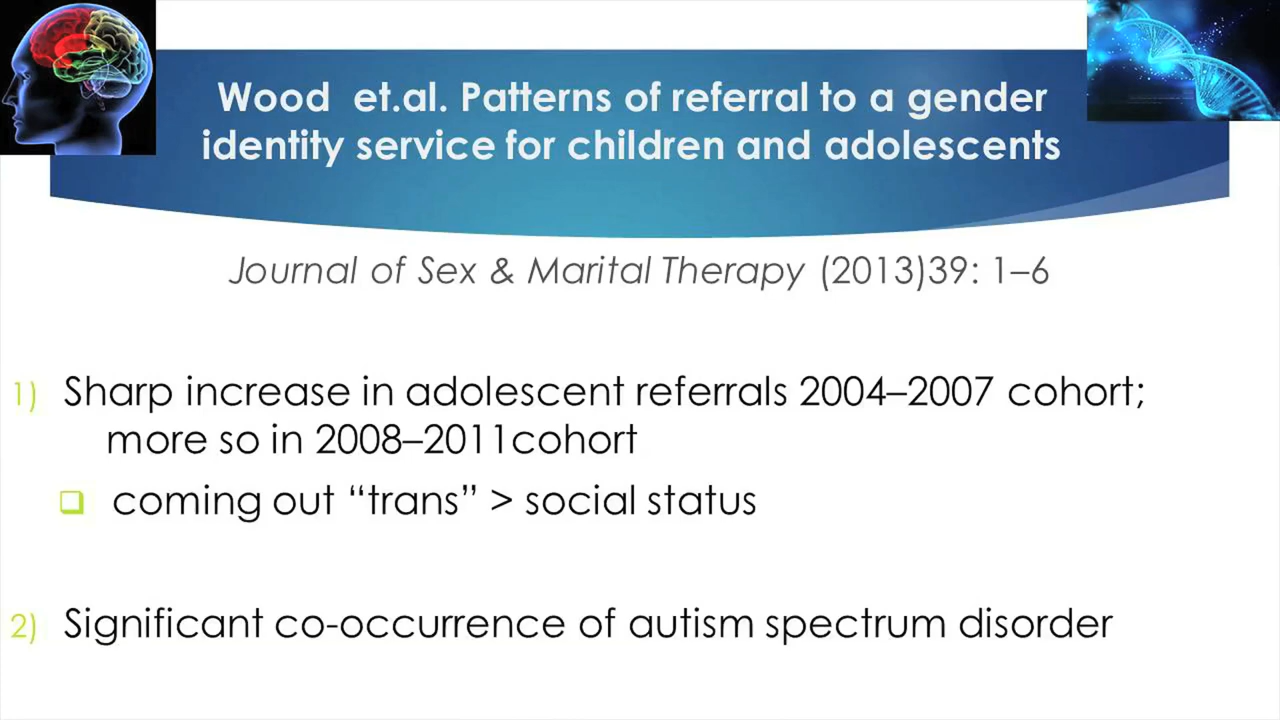 Wood et.al. Patterns of referral to a gender
identity service for children and adolescents
Journal of Sex & Marital Therapy (2013)39: 1–6
1) Sharp increase in adolescent referrals 2004–2007 cohort;
more so in 2008–2011cohort
coming out “trans” > social status
2) Significant co-occurrence of autism spectrum disorder